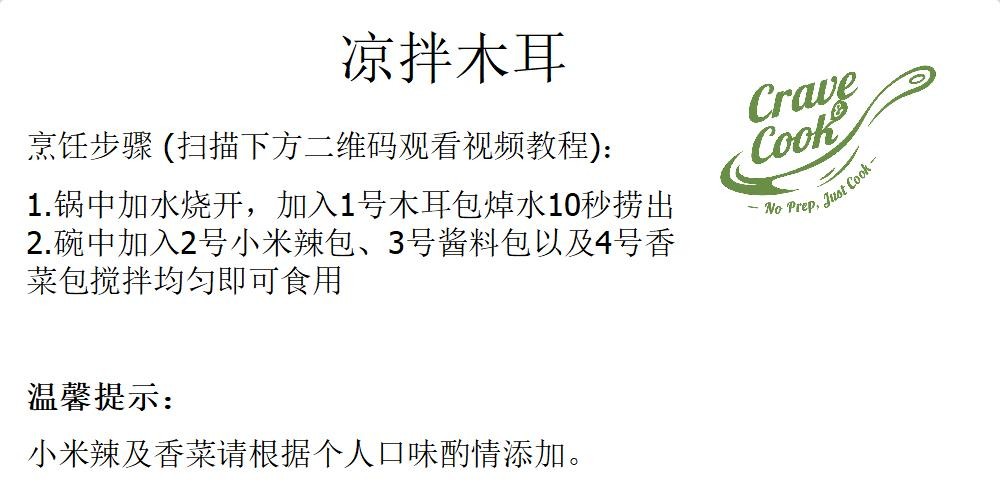 凉拌木耳
Crave
&
Cook
No Prep, Just Cook
烹饪步骤 (扫描下方二维码观看视频教程):
1.锅中加水烧开，加入1号木耳包焯水10秒捞出
2.碗中加入2号小米辣包、3号酱料包以及4号香
菜包搅拌均匀即可食用
温馨提示：
小米辣及香菜请根据个人口味酌情添加。